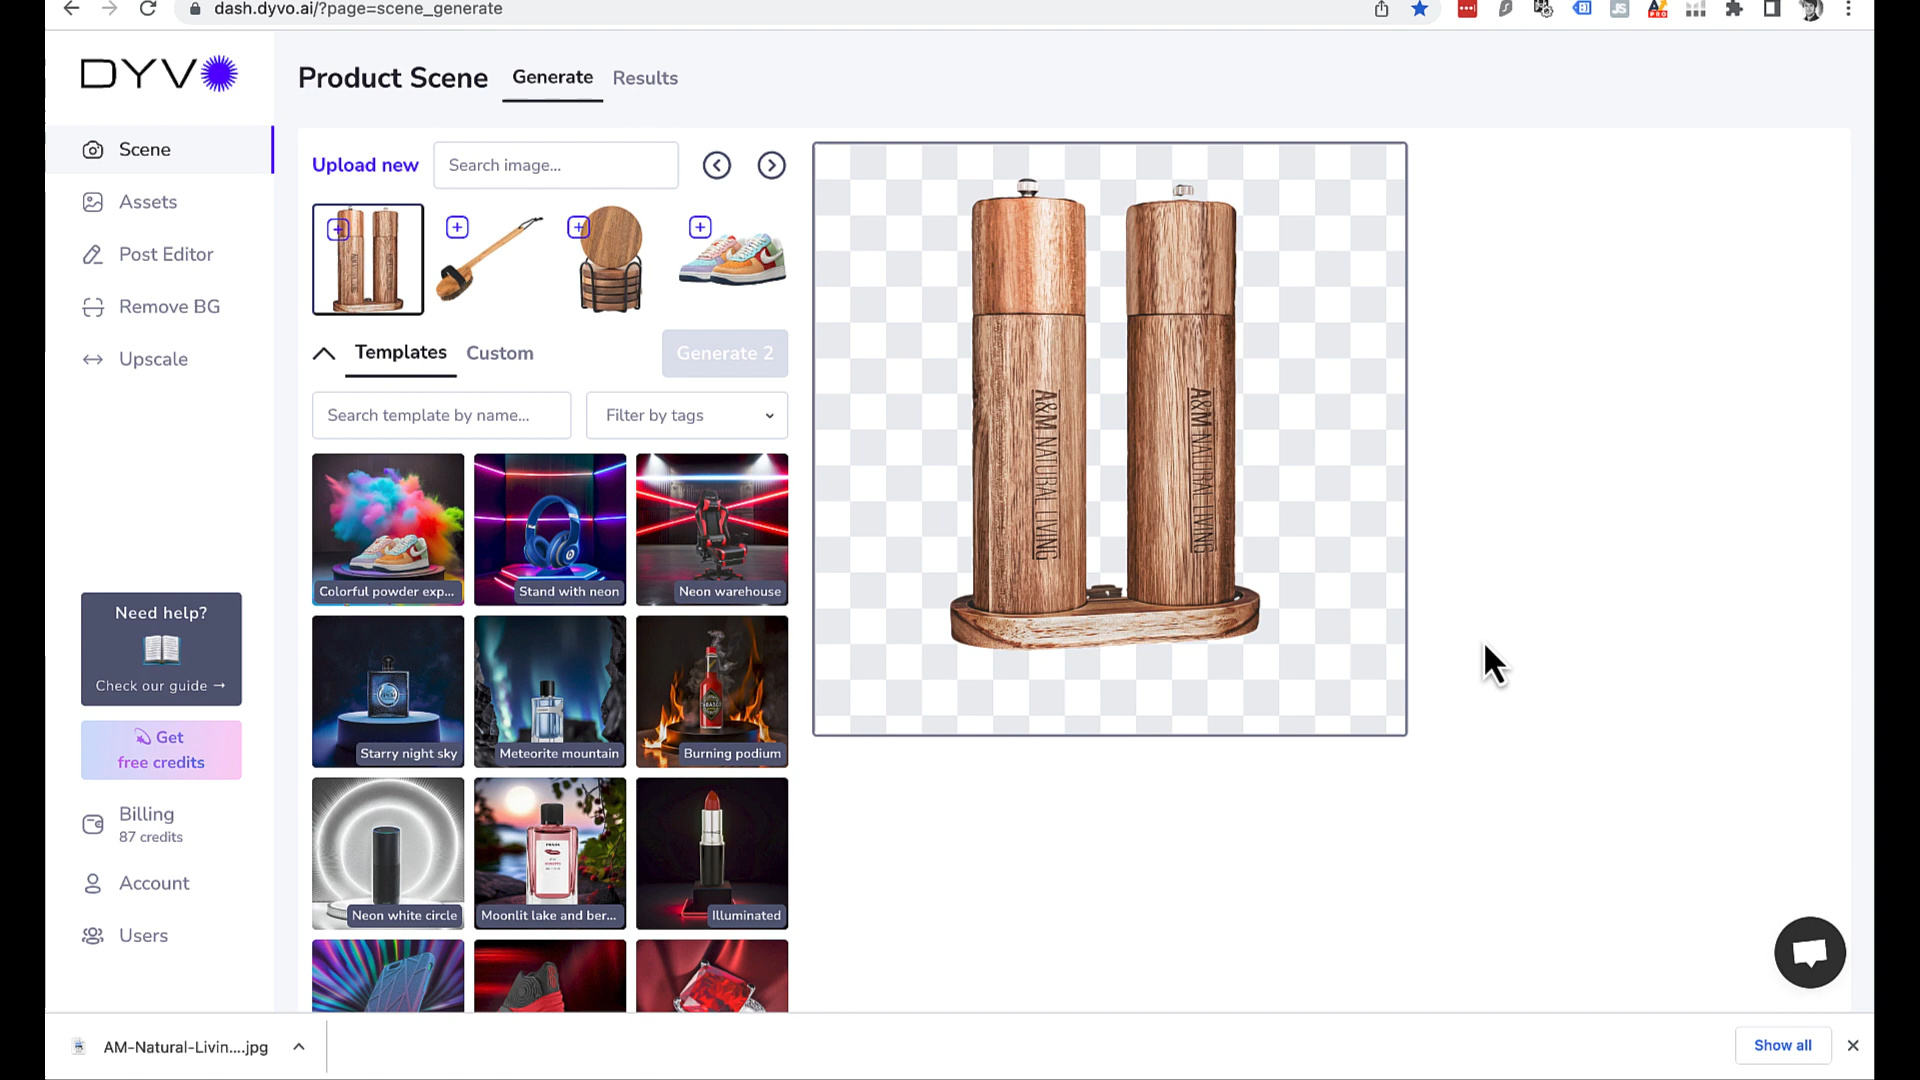 dash.dyvo.ai/?page=scene_generate
JS
PRO
DYVO
Product Scene
Generate
Results
Scene
Assets
Post Editor
Remove BG
Upscale
Upload new
Search image...
Templates
Custom
Generate 2
Search template by name...
Filter by tags
A&M NATURAL LIVING
A&M NATURAL LIVING
Colorful powder exp...
Stand with neon
Neon warehouse
Starry night sky
Meteorite mountain
Burning podium
Neon white circle
Moonlit lake and ber...
Illuminated
Need help?
Check our guide →
Get
free credits
Billing
87 credits
Account
Users
AM-Natural-Livin....jpg
Show all